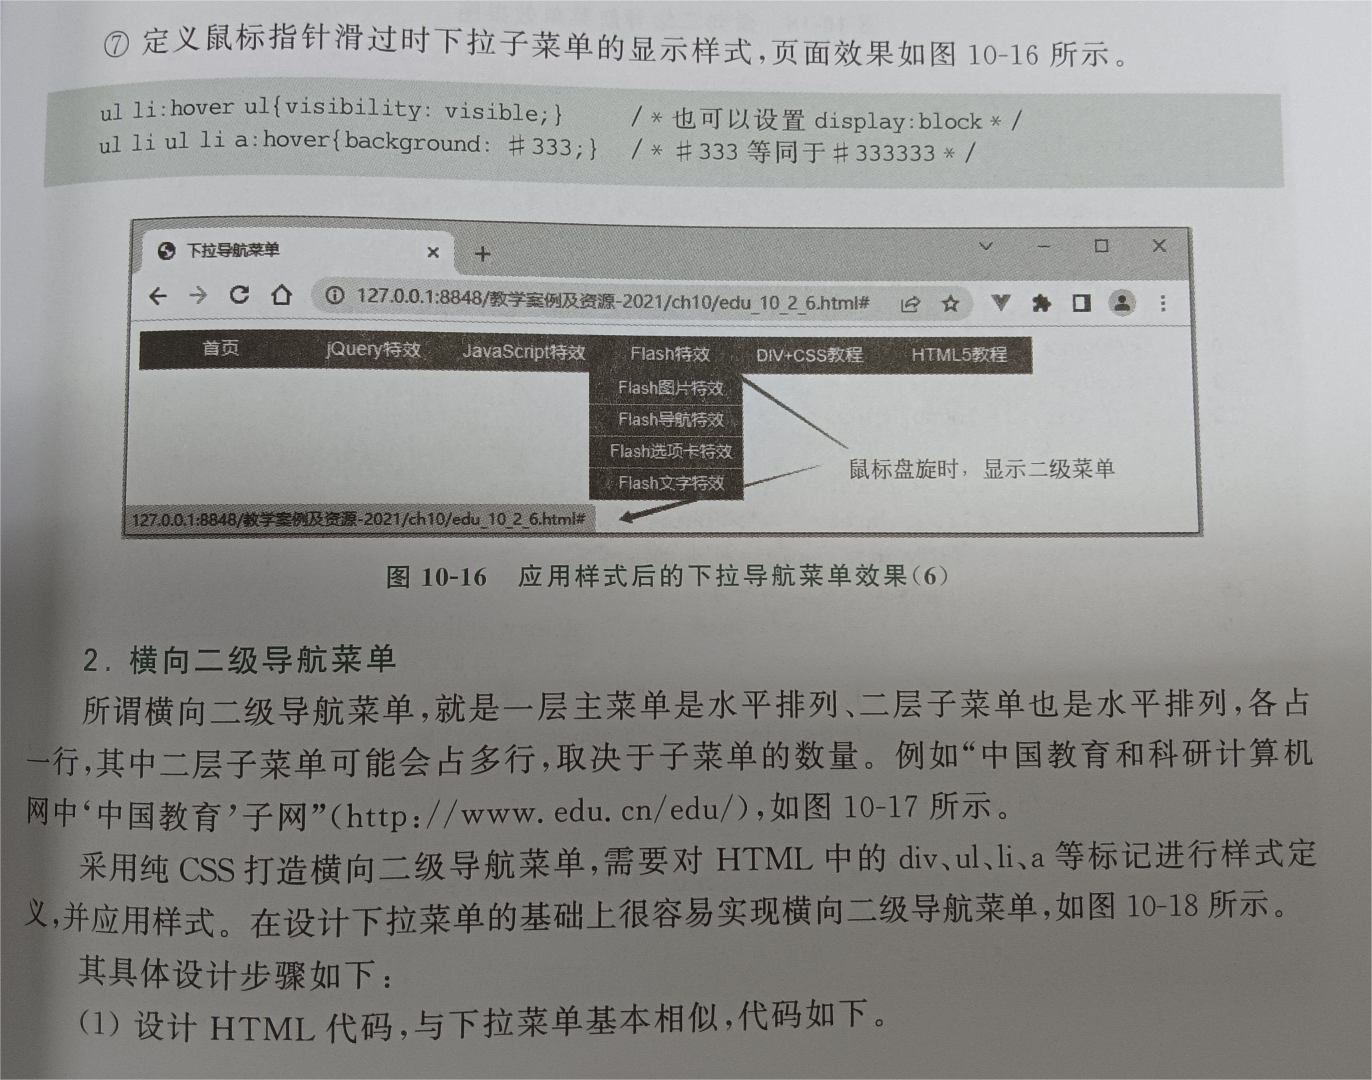 ⑦ 定义鼠标指针滑过时下拉子菜单的显示样式,页面效果如图 10-16 所示。
ul li:hover ul{visibility: visible;} /* 也可以设置 display:block */
ul li ul li a:hover{background: #333;} /* #333 等同于#333333 */
下拉导航菜单
127.0.0.1:8848/教学案例及资源-2021/ch10/edu_10_2_6.html#
首页 jQuery特效 JavaScript特效 Flash特效 DIV+CSS教程 HTML5教程
Flash图片特效
Flash导航特效
Flash选项卡特效
Flash文字特效
鼠标盘旋时，显示二级菜单
127.0.0.1:8848/教学案例及资源-2021/ch10/edu_10_2_6.html#
图 10-16 应用样式后的下拉导航菜单效果(6)
2. 横向二级导航菜单
所谓横向二级导航菜单,就是一层主菜单是水平排列、二层子菜单也是水平排列,各占
一行,其中二层子菜单可能会占多行,取决于子菜单的数量。例如“中国教育和科研计算机
网中‘中国教育’子网”(http://www.edu.cn/edu/),如图 10-17 所示。
采用纯 CSS 打造横向二级导航菜单,需要对 HTML 中的 div、ul、li、a 等标记进行样式定
义,并应用样式。在设计下拉菜单的基础上很容易实现横向二级导航菜单,如图 10-18 所示。
其具体设计步骤如下:
(1) 设计 HTML 代码,与下拉菜单基本相似,代码如下。